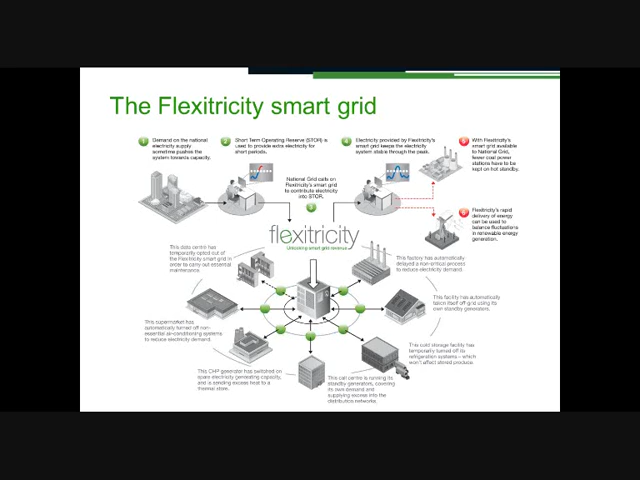 The Flexitricity smart grid
1 Demand on the national
electricity supply
sometimes pushes the
system towards capacity.
2 Short Term Operating Reserve (STOR) is
used to provide extra electricity for
short periods.
National Grid calls on
Flexitricity's smart grid
to contribute electricity
into STOR.
3
4 Electricity provided by Flexitricity's
smart grid keeps the electricity
system stable through the peak.
With Flexitricity's
smart grid available
to National Grid,
fewer coal power
stations have to be
kept on hot standby.
Flexitricity's rapid
delivery of energy
can be used to
balance fluctuations
in renewable energy
generation.
flexitricity
Unlocking smart grid revenue
This data centre has
temporarily opted out of
the Flexitricity smart grid in
order to carry out essential
maintenance.
This facility has automatically
delayed a non-critical process
to reduce electricity demand.
This facility has automatically
taken itself off grid using its
own standby generators.
This supermarket has
automatically turned off non-
essential air-conditioning systems
to reduce electricity demand.
This cold storage facility has
temporarily turned off its
refrigeration systems – which
won't affect stored produce.
This CHP generator has switched on
spare electricity generating capacity,
and is sending excess heat to a
thermal store.
This call centre is running its
standby generators, covering
its own demand and
supplying excess into the
distribution networks.